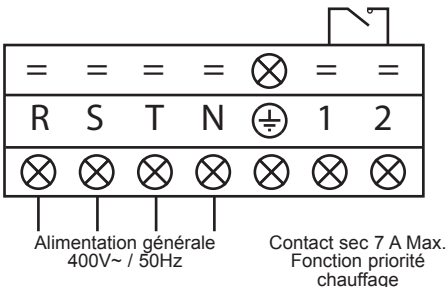 R S T N 1 2
Alimentation générale
400V~ / 50Hz
Contact sec 7 A Max.
Fonction priorité
chauffage